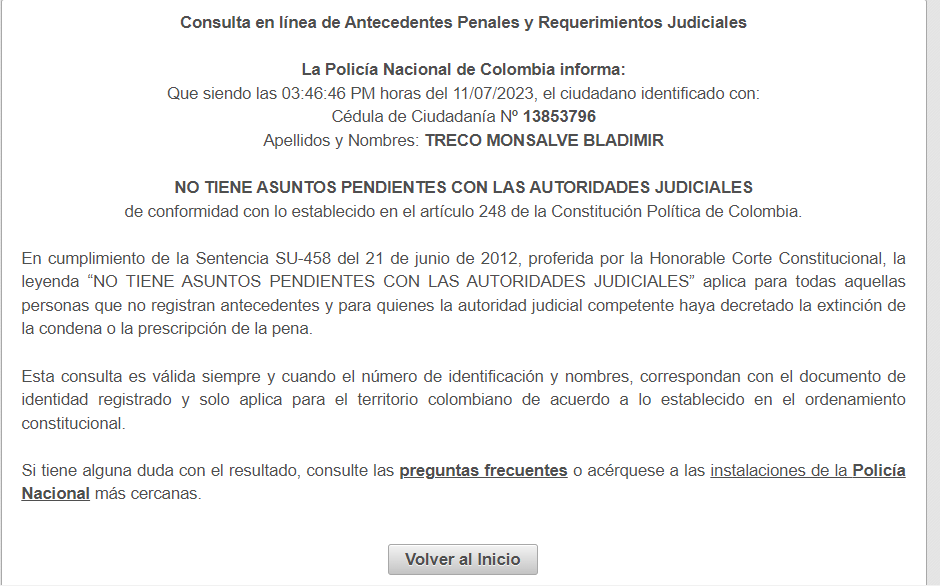 Consulta en línea de Antecedentes Penales y Requerimientos Judiciales
La Policía Nacional de Colombia informa:
Que siendo las 03:46:46 PM horas del 11/07/2023, el ciudadano identificado con:
Cédula de Ciudadanía Nº 13853796
Apellidos y Nombres: TRECO MONSALVE BLADIMIR
NO TIENE ASUNTOS PENDIENTES CON LAS AUTORIDADES JUDICIALES
de conformidad con lo establecido en el artículo 248 de la Constitución Política de Colombia.
En cumplimiento de la Sentencia SU-458 del 21 de junio de 2012, proferida por la Honorable Corte Constitucional, la
leyenda “NO TIENE ASUNTOS PENDIENTES CON LAS AUTORIDADES JUDICIALES” aplica para todas aquellas
personas que no registran antecedentes y para quienes la autoridad judicial competente haya decretado la extinción de
la condena o la prescripción de la pena.
Esta consulta es válida siempre y cuando el número de identificación y nombres, correspondan con el documento de
identidad registrado y solo aplica para el territorio colombiano de acuerdo a lo establecido en el ordenamiento
constitucional.
Si tiene alguna duda con el resultado, consulte las preguntas frecuentes o acérquese a las instalaciones de la Policía
Nacional más cercanas.
Volver al Inicio